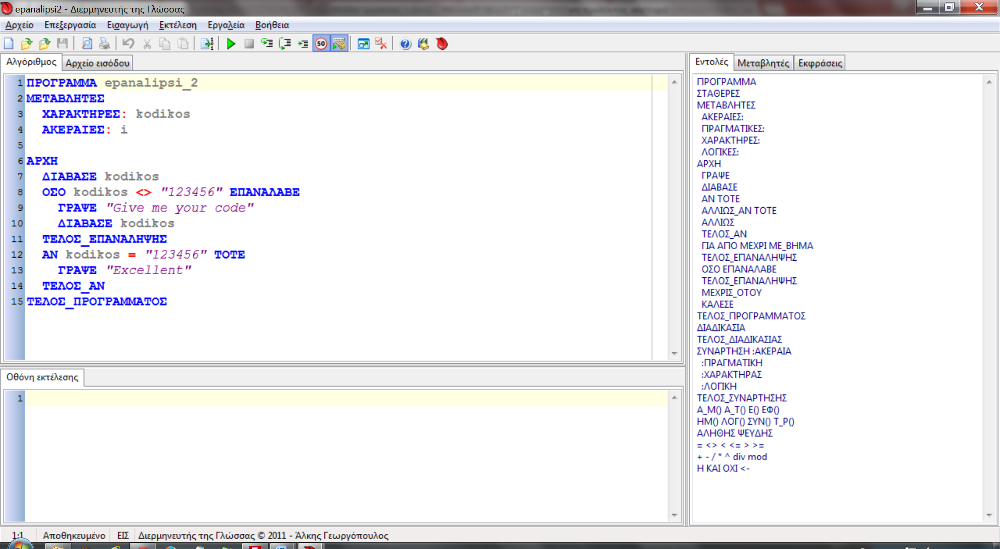 epanalipsi2 - Διερμηνευτής της Γλώσσας
Αρχείο Επεξεργασία Εισαγωγή Εκτέλεση Εργαλεία Βοήθεια
50
Αλγόριθμος Αρχείο εισόδου
1 ΠΡΟΓΡΑΜΜΑ epanalipsi_2
2 ΜΕΤΑΒΛΗΤΕΣ
3 ΧΑΡΑΚΤΗΡΕΣ: kodikos
4 ΑΚΕΡΑΙΕΣ: i
5
6 ΑΡΧΗ
7 ΔΙΑΒΑΣΕ kodikos
8 ΟΣΟ kodikos <> "123456" ΕΠΑΝΑΛΑΒΕ
9 ΓΡΑΨΕ "Give me your code"
10 ΔΙΑΒΑΣΕ kodikos
11 ΤΕΛΟΣ_ΕΠΑΝΑΛΗΨΗΣ
12 ΑΝ kodikos = "123456" ΤΟΤΕ
13 ΓΡΑΨΕ "Excellent"
14 ΤΕΛΟΣ_ΑΝ
15 ΤΕΛΟΣ_ΠΡΟΓΡΑΜΜΑΤΟΣ
Οθόνη εκτέλεσης
1
Εντολές Μεταβλητές Εκφράσεις
ΠΡΟΓΡΑΜΜΑ
ΣΤΑΘΕΡΕΣ
ΜΕΤΑΒΛΗΤΕΣ
ΑΚΕΡΑΙΕΣ:
ΠΡΑΓΜΑΤΙΚΕΣ:
ΧΑΡΑΚΤΗΡΕΣ:
ΛΟΓΙΚΕΣ:
ΑΡΧΗ
ΓΡΑΨΕ
ΔΙΑΒΑΣΕ
ΑΝ ΤΟΤΕ
ΑΛΛΙΩΣ_ΑΝ ΤΟΤΕ
ΑΛΛΙΩΣ
ΤΕΛΟΣ_ΑΝ
ΓΙΑ ΑΠΟ ΜΕΧΡΙ ΜΕ_ΒΗΜΑ
ΤΕΛΟΣ_ΕΠΑΝΑΛΗΨΗΣ
ΟΣΟ ΕΠΑΝΑΛΑΒΕ
ΤΕΛΟΣ_ΕΠΑΝΑΛΗΨΗΣ
ΜΕΧΡΙΣ_ΟΤΟΥ
ΚΑΛΕΣΕ
ΤΕΛΟΣ_ΠΡΟΓΡΑΜΜΑΤΟΣ
ΔΙΑΔΙΚΑΣΙΑ
ΤΕΛΟΣ_ΔΙΑΔΙΚΑΣΙΑΣ
ΣΥΝΑΡΤΗΣΗ :ΑΚΕΡΑΙΑ
:ΠΡΑΓΜΑΤΙΚΗ
:ΧΑΡΑΚΤΗΡΑΣ
:ΛΟΓΙΚΗ
ΤΕΛΟΣ_ΣΥΝΑΡΤΗΣΗΣ
Α_Μ() Α_Τ() Ε() ΕΦ()
ΗΜ() ΛΟΓ() ΣΥΝ() Τ_Ρ()
ΑΛΗΘΗΣ ΨΕΥΔΗΣ
= <> < <= > >=
+ - / * ^ div mod
Η ΚΑΙ ΟΧΙ <-
1:1 Αποθηκευμένο ΕΙΣ Διερμηνευτής της Γλώσσας © 2011 - Άλκης Γεωργόπουλος